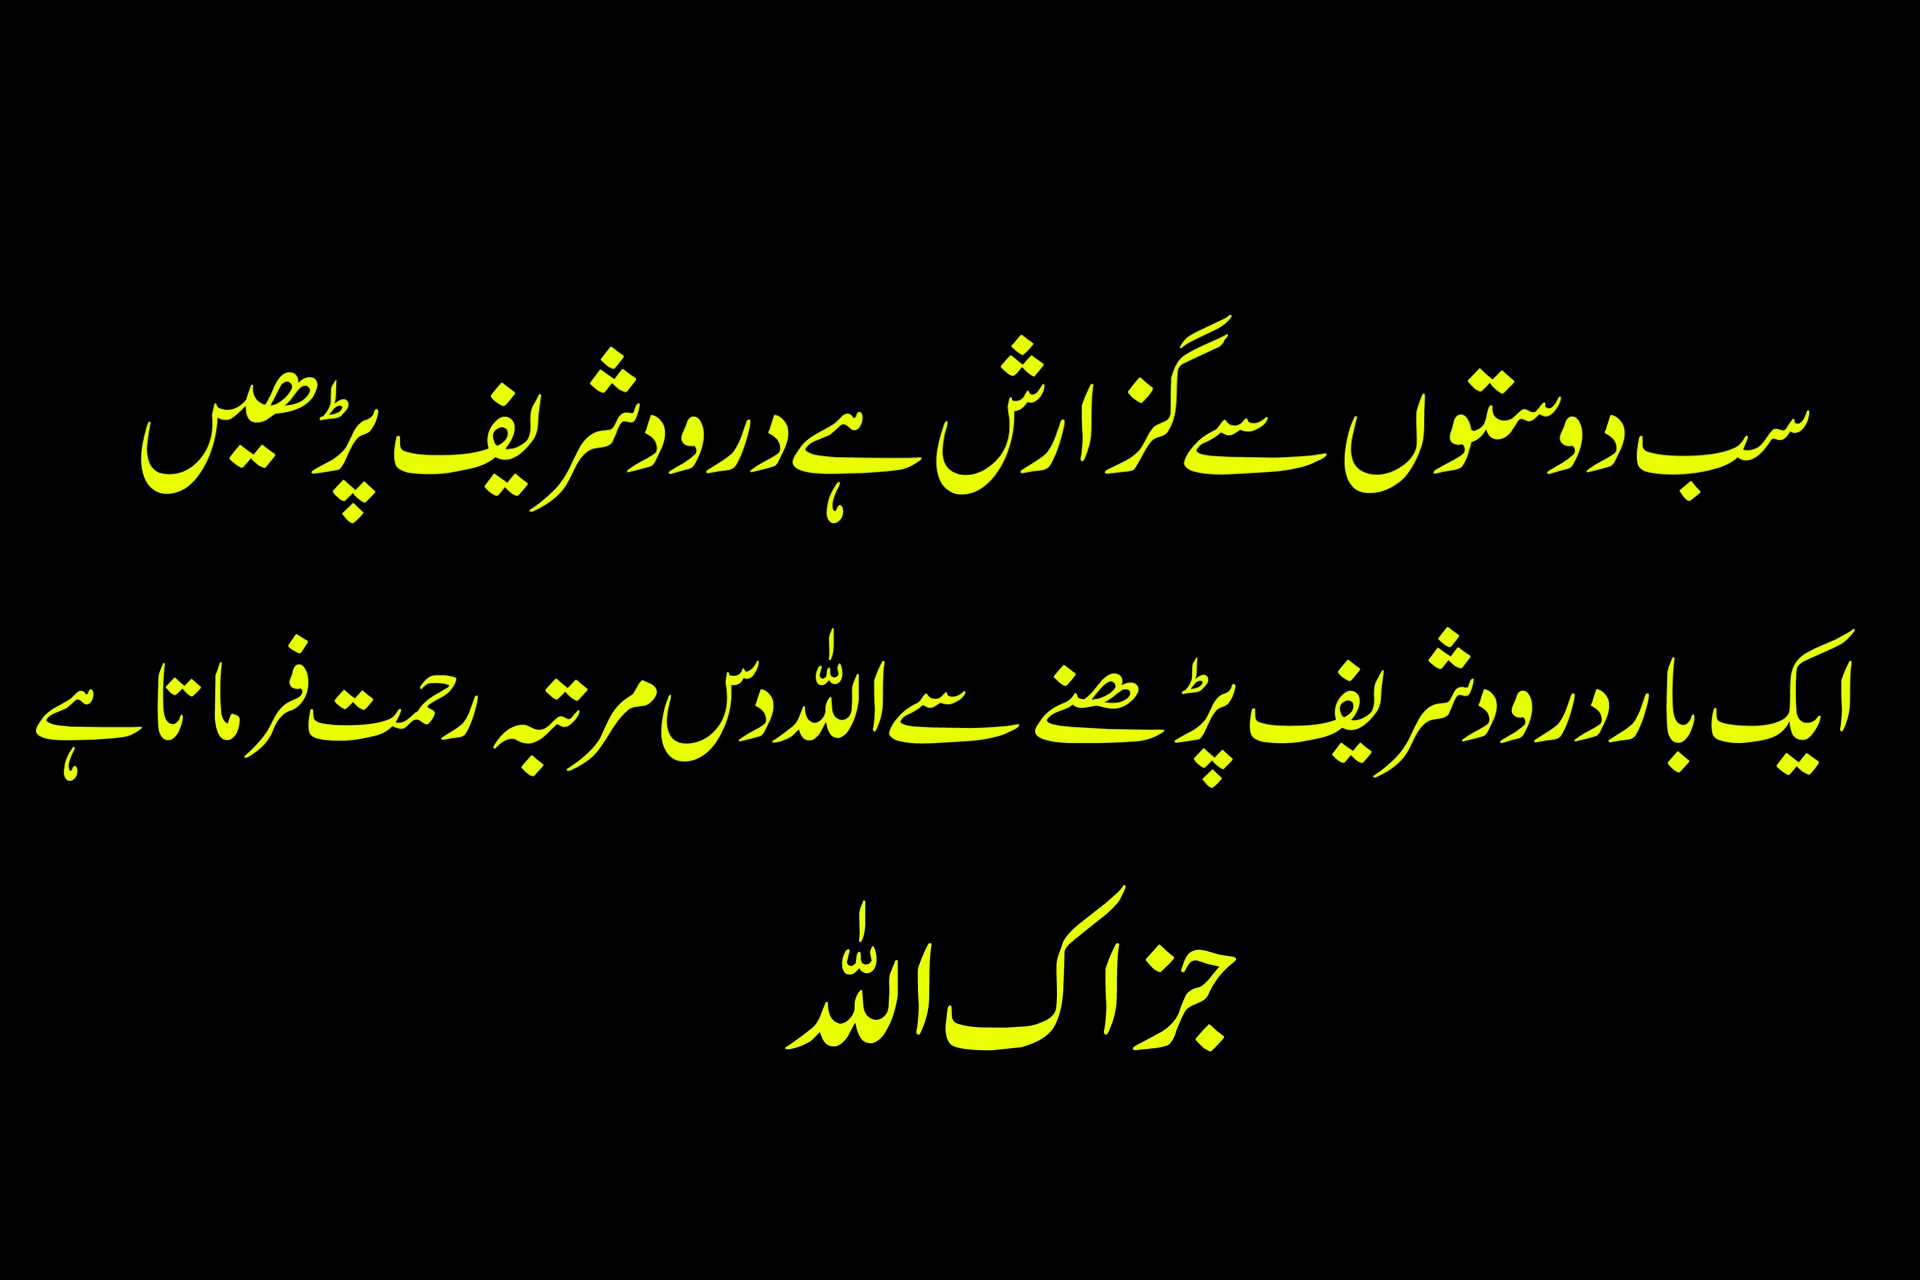 سب دوستوں سے گزارش ہے درود شریف پڑھیں
ایک بار درود شریف پڑھنے سے اللہ دس مرتبہ رحمت فرماتا ہے
جزاک اللہ